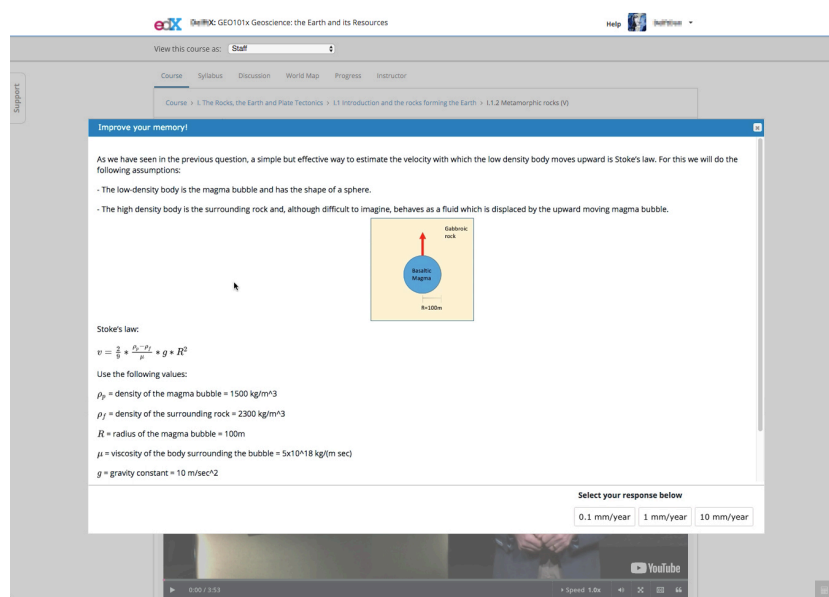 edX
X: GEO101x Geoscience: the Earth and its Resources
Help
View this course as: Staff
Support
Course Syllabus Discussion World Map Progress Instructor
Course > I. The Rocks, the Earth and Plate Tectonics > I.1 Introduction and the rocks forming the Earth > I.1.2 Metamorphic rocks (V)
Improve your memory!
As we have seen in the previous question, a simple but effective way to estimate the velocity with which the low density body moves upward is Stoke's law. For this we will do the
following assumptions:
- The low-density body is the magma bubble and has the shape of a sphere.
- The high density body is the surrounding rock and, although difficult to imagine, behaves as a fluid which is displaced by the upward moving magma bubble.
Gabbroic
rock
Basaltic
Magma
R=100m
Stoke's law:
v = 2/9 * (ρp−ρf)/μ * g * R²
Use the following values:
ρp = density of the magma bubble = 1500 kg/m^3
ρf = density of the surrounding rock = 2300 kg/m^3
R = radius of the magma bubble = 100m
μ = viscosity of the body surrounding the bubble = 5x10^18 kg/(m sec)
g = gravity constant = 10 m/sec^2
Select your response below
0.1 mm/year 1 mm/year 10 mm/year
YouTube
0:00 / 3:53
Speed 1.0x